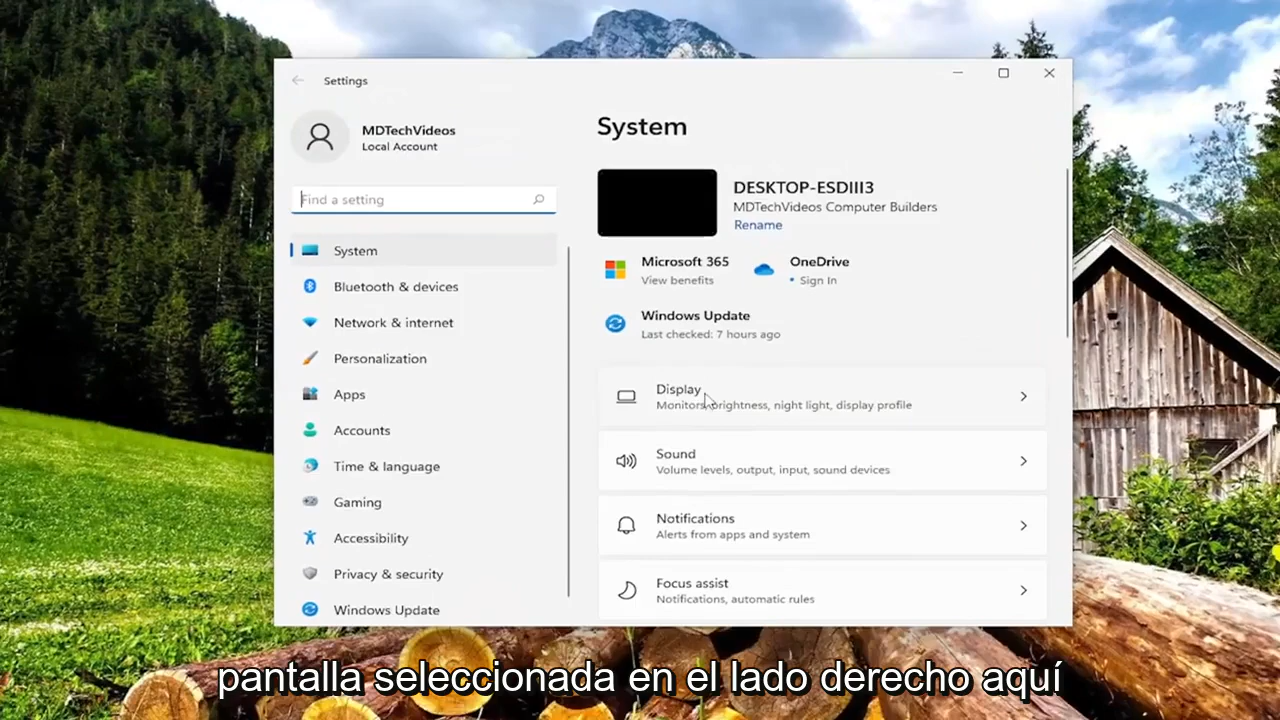 Settings
MDTechVideos
Local Account
Find a setting
System
Bluetooth & devices
Network & internet
Personalization
Apps
Accounts
Time & language
Gaming
Accessibility
Privacy & security
Windows Update
System
DESKTOP-ESDIII3
MDTechVideos Computer Builders
Rename
Microsoft 365
View benefits
OneDrive
• Sign In
Windows Update
Last checked: 7 hours ago
Display
Monitors, brightness, night light, display profile
Sound
Volume levels, output, input, sound devices
Notifications
Alerts from apps and system
Focus assist
Notifications, automatic rules
pantalla seleccionada en el lado derecho aquí